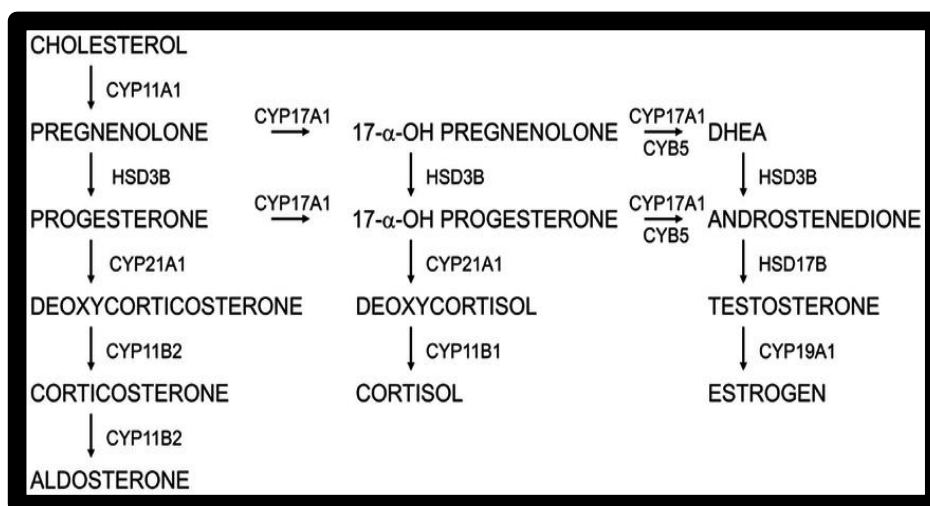 CHOLESTEROL
CYP11A1
PREGNENOLONE CYP17A1 17-α-OH PREGNENOLONE CYP17A1 CYB5 DHEA
HSD3B HSD3B HSD3B
PROGESTERONE CYP17A1 17-α-OH PROGESTERONE CYP17A1 CYB5 ANDROSTENEDIONE
CYP21A1 CYP21A1 HSD17B
DEOXYCORTICOSTERONE DEOXYCORTISOL TESTOSTERONE
CYP11B2 CYP11B1 CYP19A1
CORTICOSTERONE CORTISOL ESTROGEN
CYP11B2
ALDOSTERONE